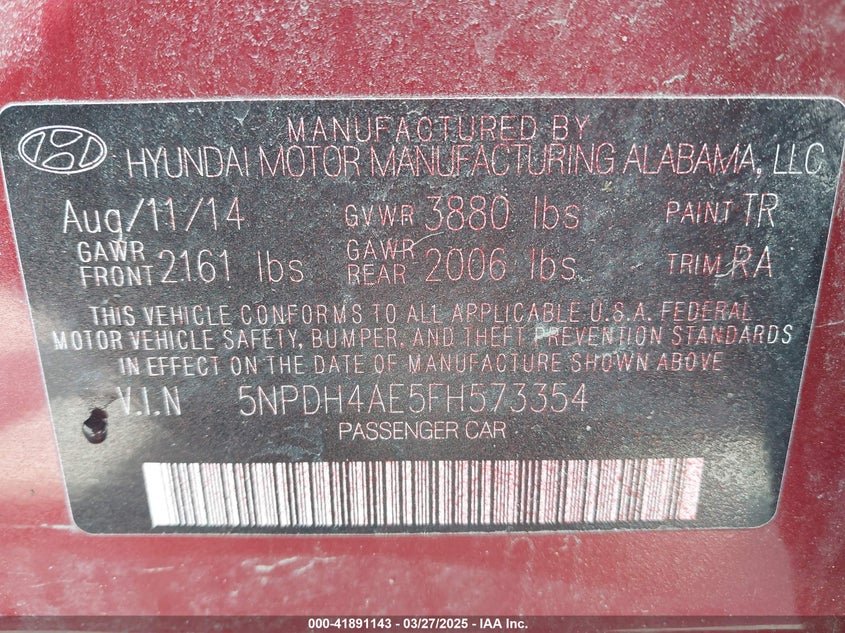 MANUFACTURED BY
HYUNDAI MOTOR MANUFACTURING ALABAMA, LLC
Aug/11/14 GVWR 3880 lbs PAINT TR
GAWR FRONT 2161 lbs GAWR REAR 2006 lbs TRIM RA
THIS VEHICLE CONFORMS TO ALL APPLICABLE U.S.A. FEDERAL
MOTOR VEHICLE SAFETY, BUMPER, AND THEFT PREVENTION STANDARDS
IN EFFECT ON THE DATE OF MANUFACTURE SHOWN ABOVE
V.I.N 5NPDH4AE5FH573354
PASSENGER CAR
000-41891143 — 03/27/2025 — IAA Inc.